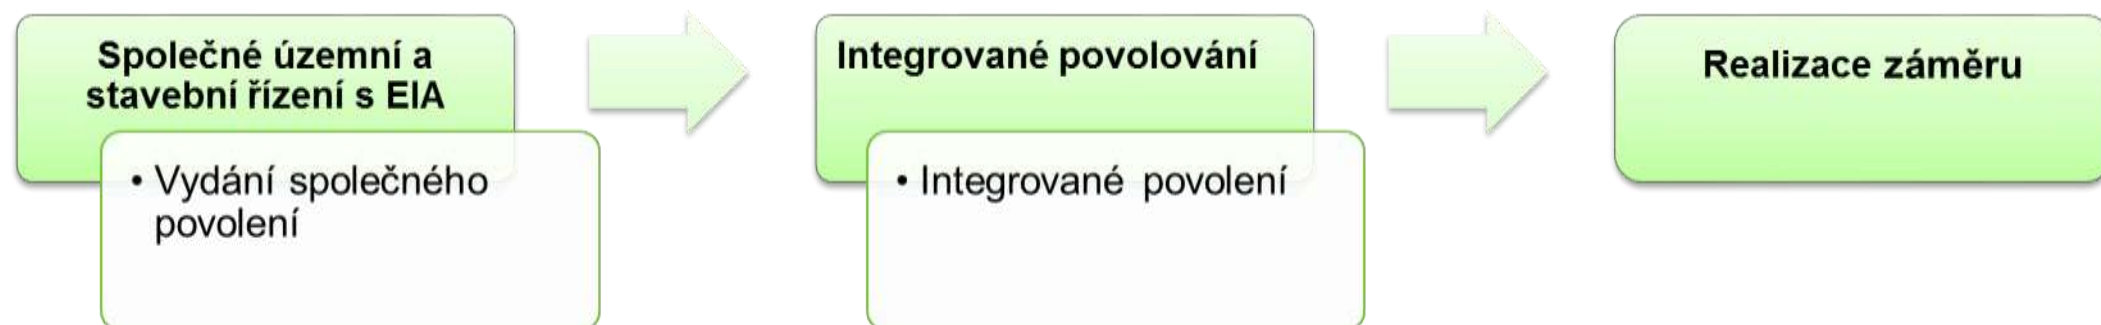 Společné územní a
stavební řízení s EIA
• Vydání společného
povolení
Integrované povolování
• Integrované povolení
Realizace záměru